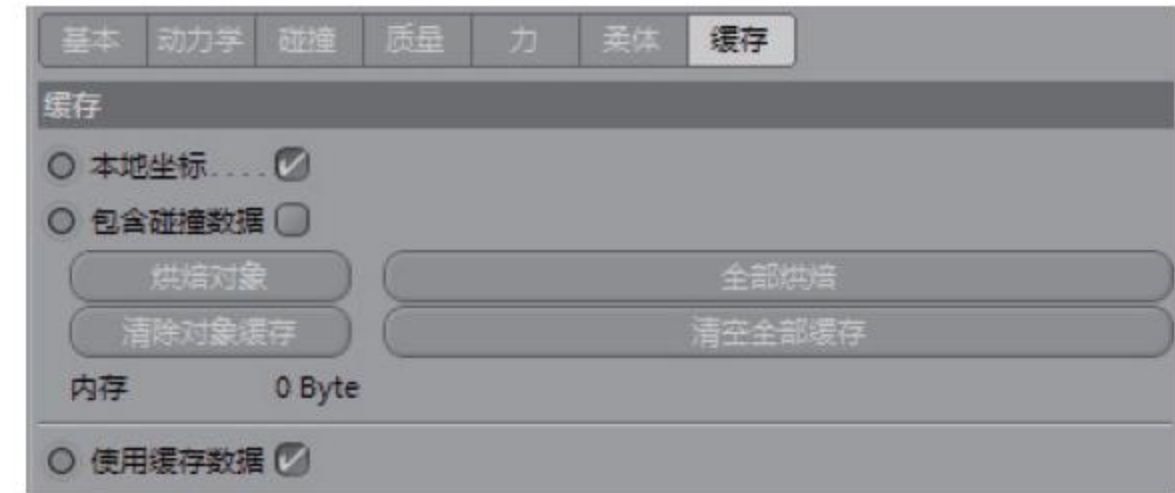 基本 动力学 碰撞 质量 力 柔体 缓存
缓存
本地坐标....
包含碰撞数据
烘焙对象 全部烘焙
清除对象缓存 清空全部缓存
内存 0 Byte
使用缓存数据